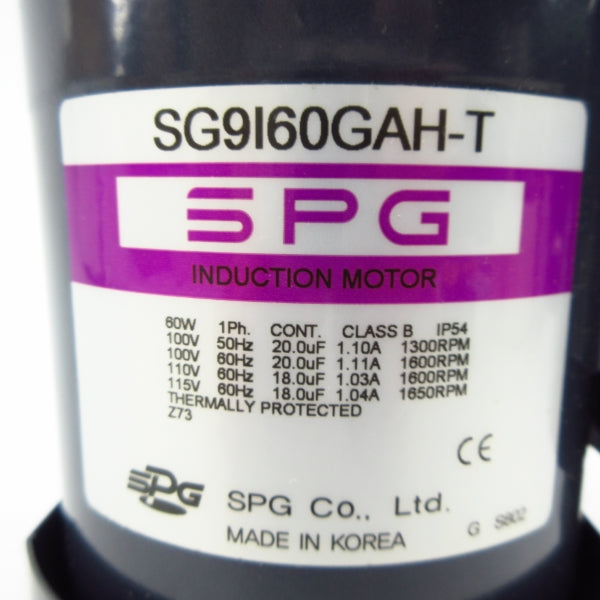 SG9I60GAH-T
SPG
INDUCTION MOTOR
60W 1Ph. CONT. CLASS B IP54
100V 50Hz 20.0uF 1.10A 1300RPM
100V 60Hz 20.0uF 1.11A 1600RPM
110V 60Hz 18.0uF 1.03A 1600RPM
115V 60Hz 18.0uF 1.04A 1650RPM
THERMALLY PROTECTED
Z73
CE
SPG SPG Co., Ltd.
MADE IN KOREA G S602